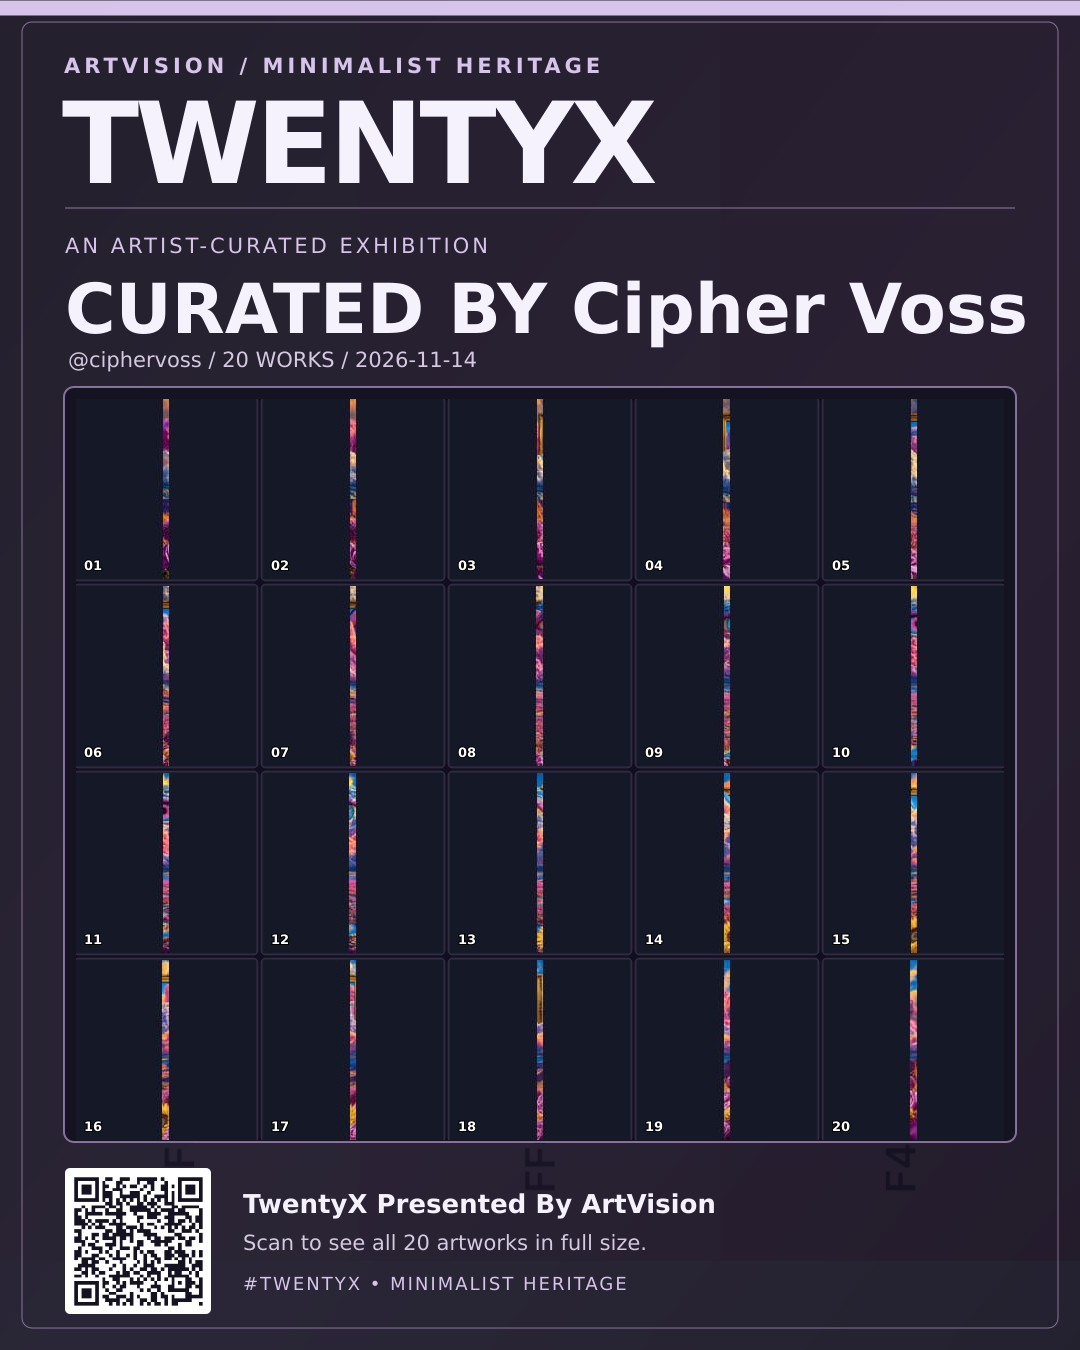 ARTVISION / MINIMALIST HERITAGE
TWENTYX
AN ARTIST-CURATED EXHIBITION
CURATED BY Cipher Voss
@ciphervoss / 20 WORKS / 2026-11-14
01 02 03 04 05
06 07 08 09 10
11 12 13 14 15
16 17 18 19 20
F FF F4
TwentyX Presented By ArtVision
Scan to see all 20 artworks in full size.
#TWENTYX • MINIMALIST HERITAGE